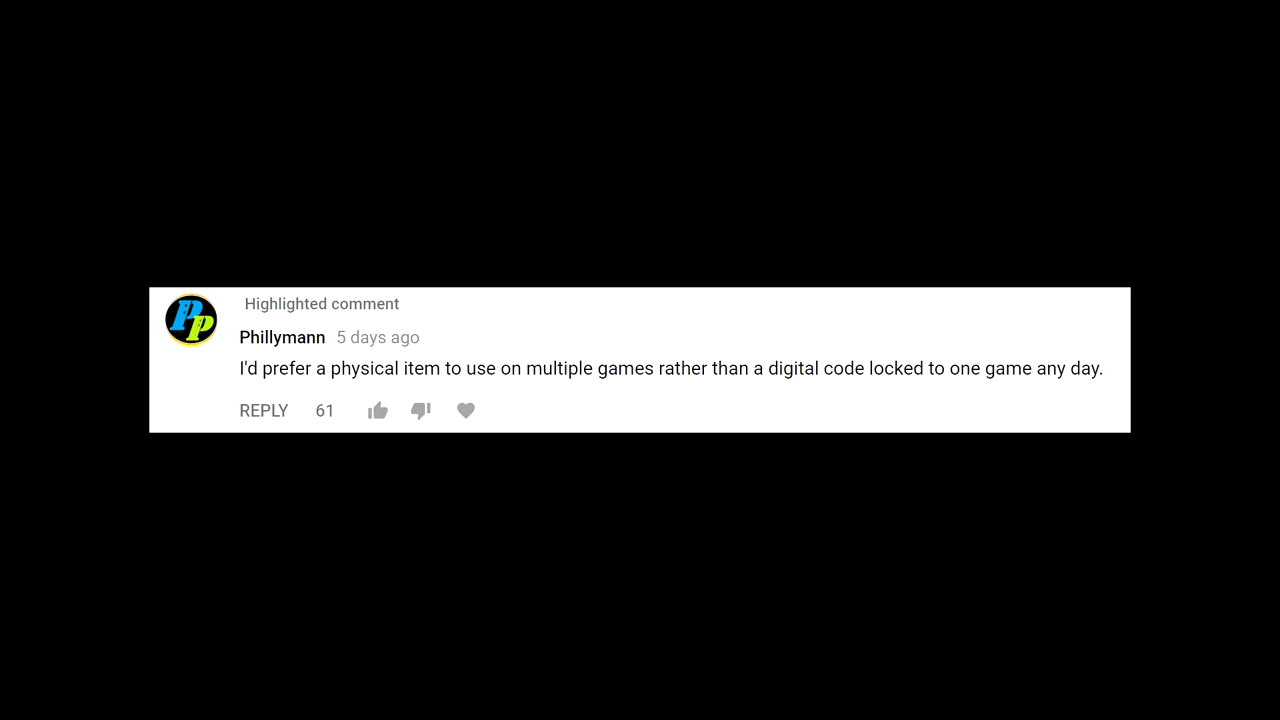 Highlighted comment
PP
Phillymann 5 days ago
I'd prefer a physical item to use on multiple games rather than a digital code locked to one game any day.
REPLY 61